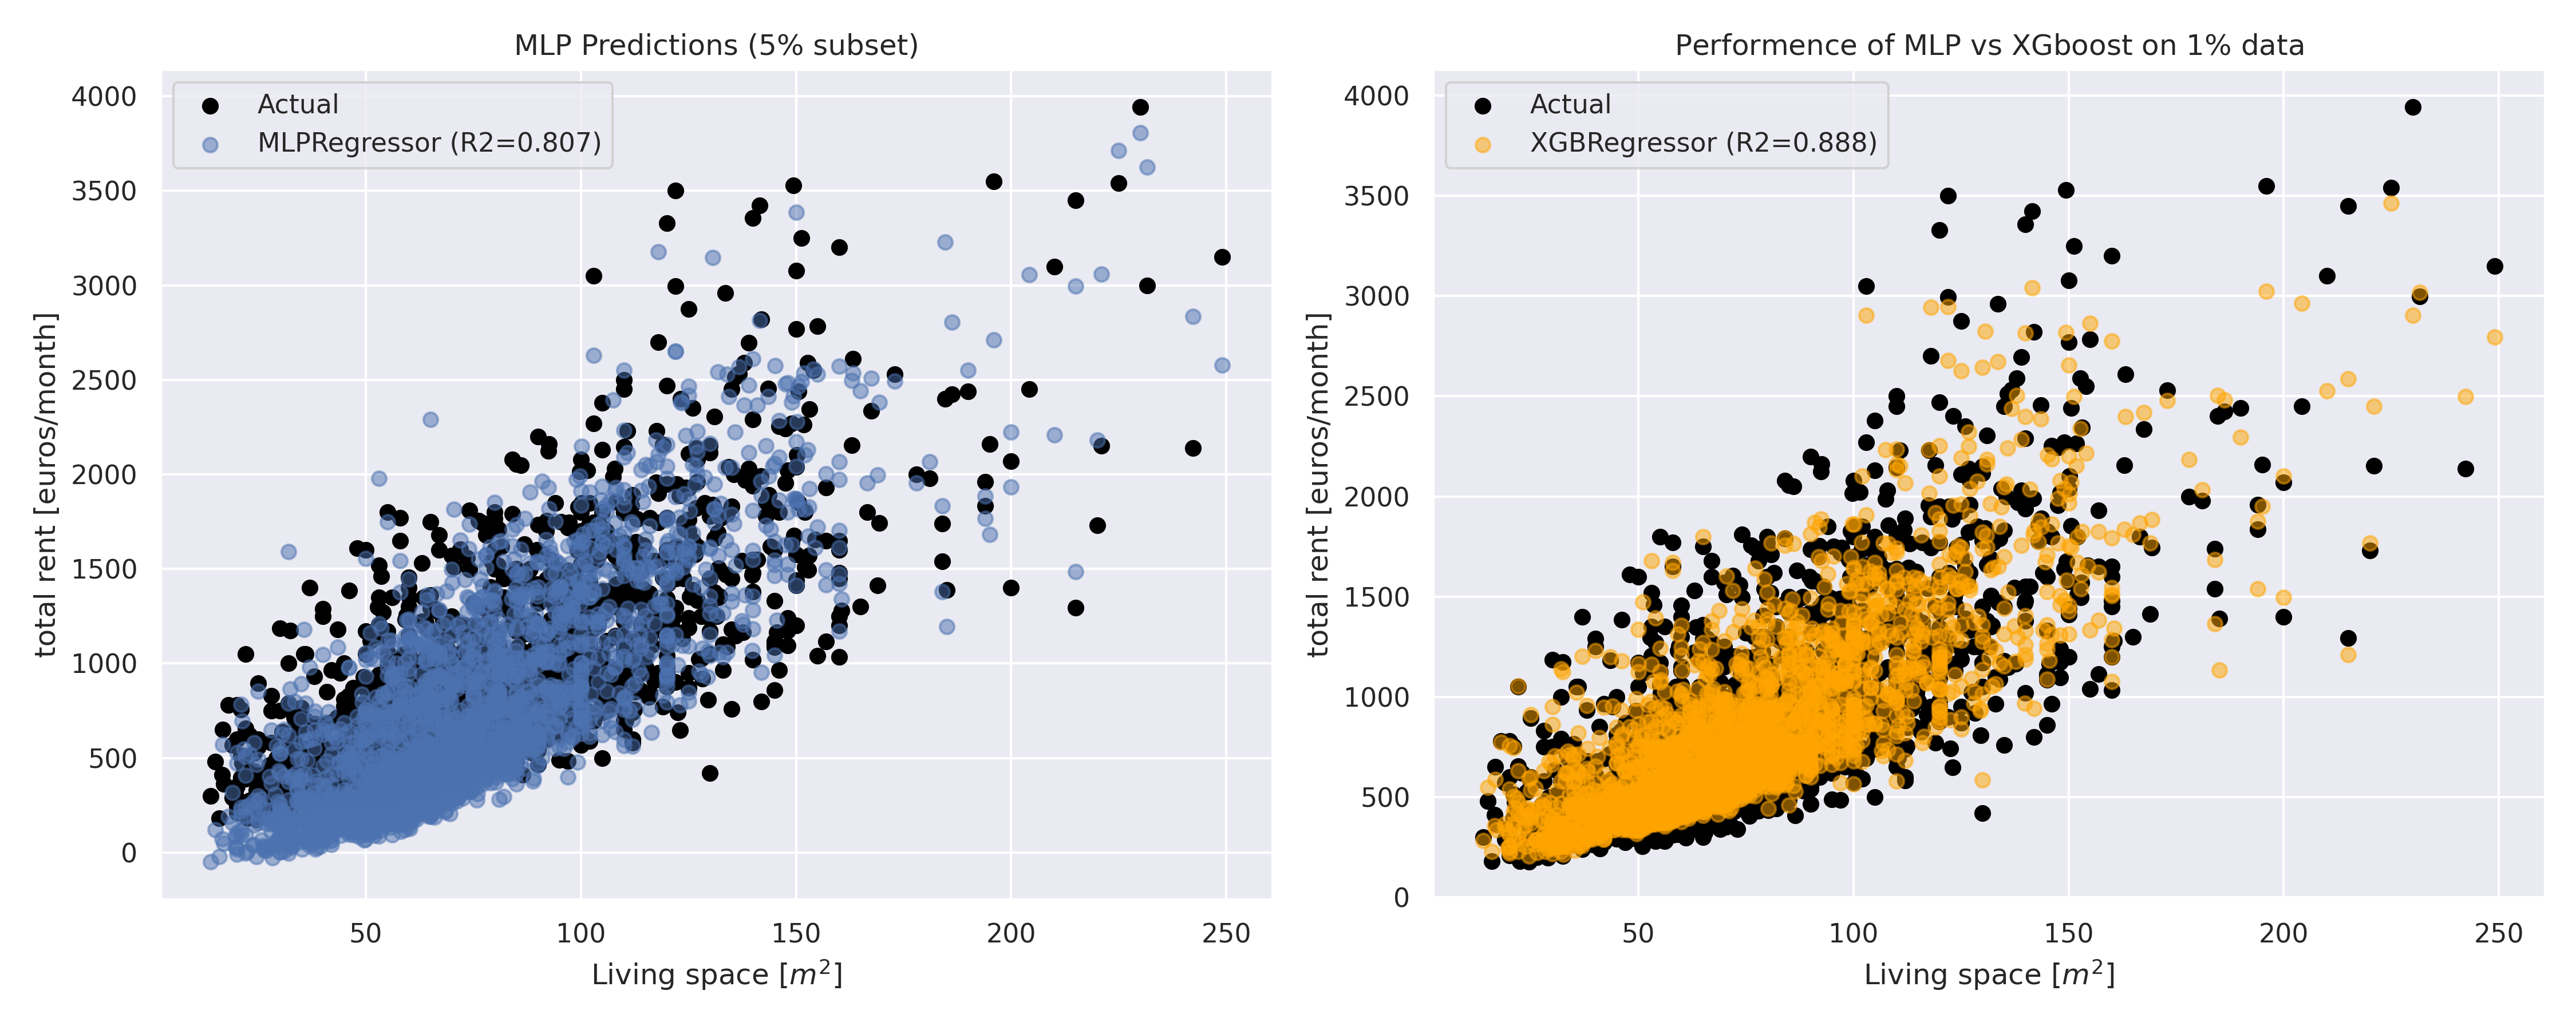 MLP Predictions (5% subset)
Actual
MLPRegressor (R2=0.807)
4000
3500
3000
2500
2000
1500
1000
500
0
total rent [euros/month]
50 100 150 200 250
Living space [m²]
Performence of MLP vs XGboost on 1% data
Actual
XGBRegressor (R2=0.888)
4000
3500
3000
2500
2000
1500
1000
500
0
total rent [euros/month]
50 100 150 200 250
Living space [m²]